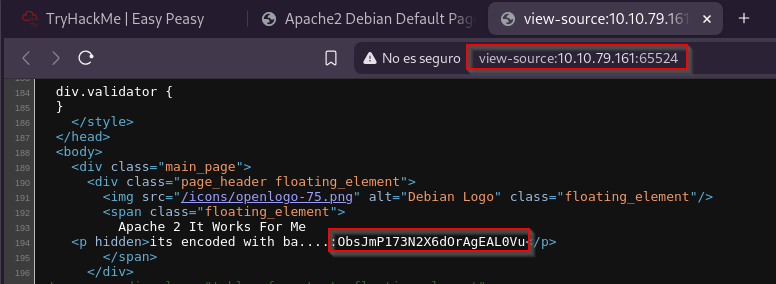 TryHackMe | Easy Peasy
Apache2 Debian Default Pag
view-source:10.10.79.161
No es seguro
view-source:10.10.79.161:65524
184 div.validator {
185 }
186 </style>
187 </head>
188 <body>
189 <div class="main_page">
190 <div class="page_header floating_element">
191 <img src="/icons/openlogo-75.png" alt="Debian Logo" class="floating_element"/>
192 <span class="floating_element">
193 Apache 2 It Works For Me
194 <p hidden>its encoded with ba....:ObsJmP173N2X6dOrAgEAL0Vu</p>
195 </span>
196 </div>